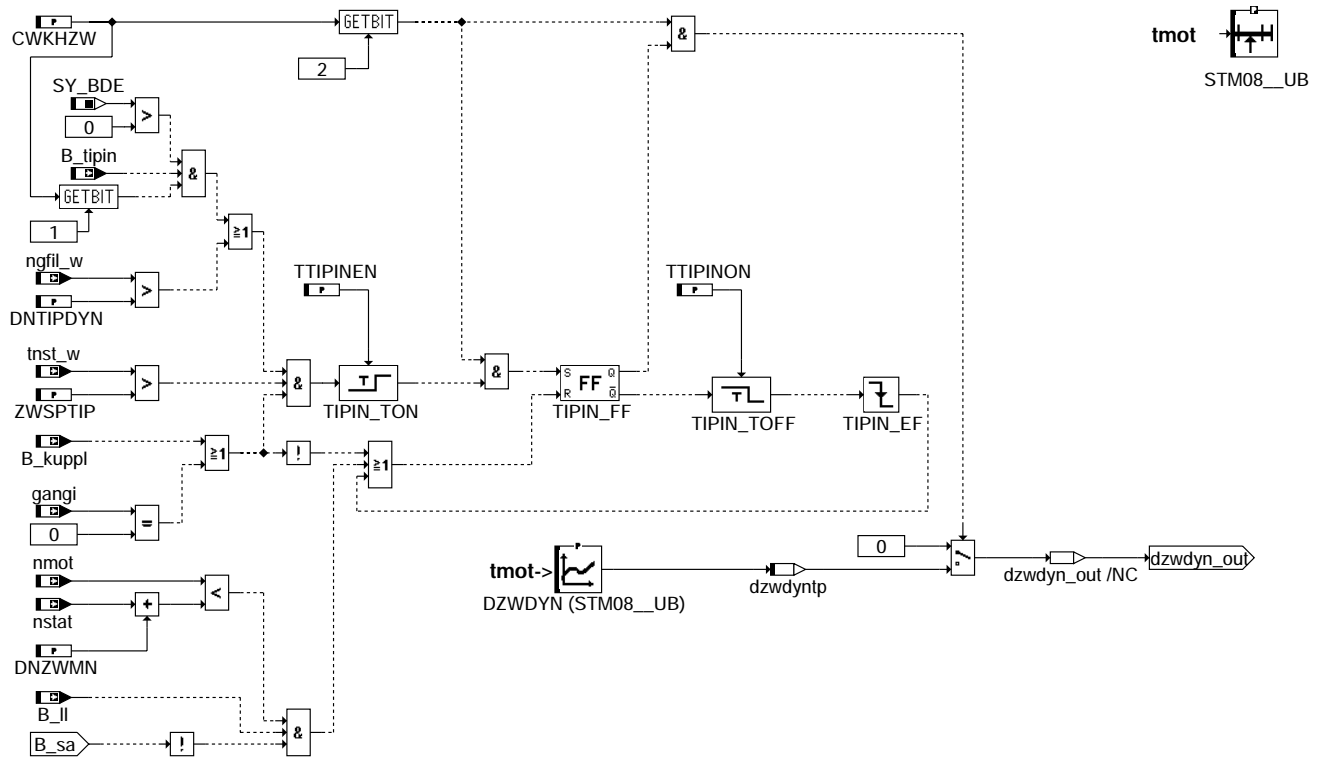 CWKHZW
P
GETBIT
2
&
tmot
P
STM08__UB
SY_BDE
0
>
B_tipin
GETBIT
&
1
≥1
ngfil_w
P
DNTIPDYN
>
TTIPINEN
P
TTIPINON
P
tnst_w
P
ZWSPTIP
>
&
T
TIPIN_TON
&
S Q
FF
R Q̅
TIPIN_FF
T
TIPIN_TOFF
TIPIN_EF
B_kuppl
≥1
!
≥1
gangi
0
=
nmot
nstat
+
<
P
DNZWMN
tmot->
P
DZWDYN (STM08__UB)
dzwdyntp
0
dzwdyn_out /NC
dzwdyn_out
B_ll
B_sa
!
&